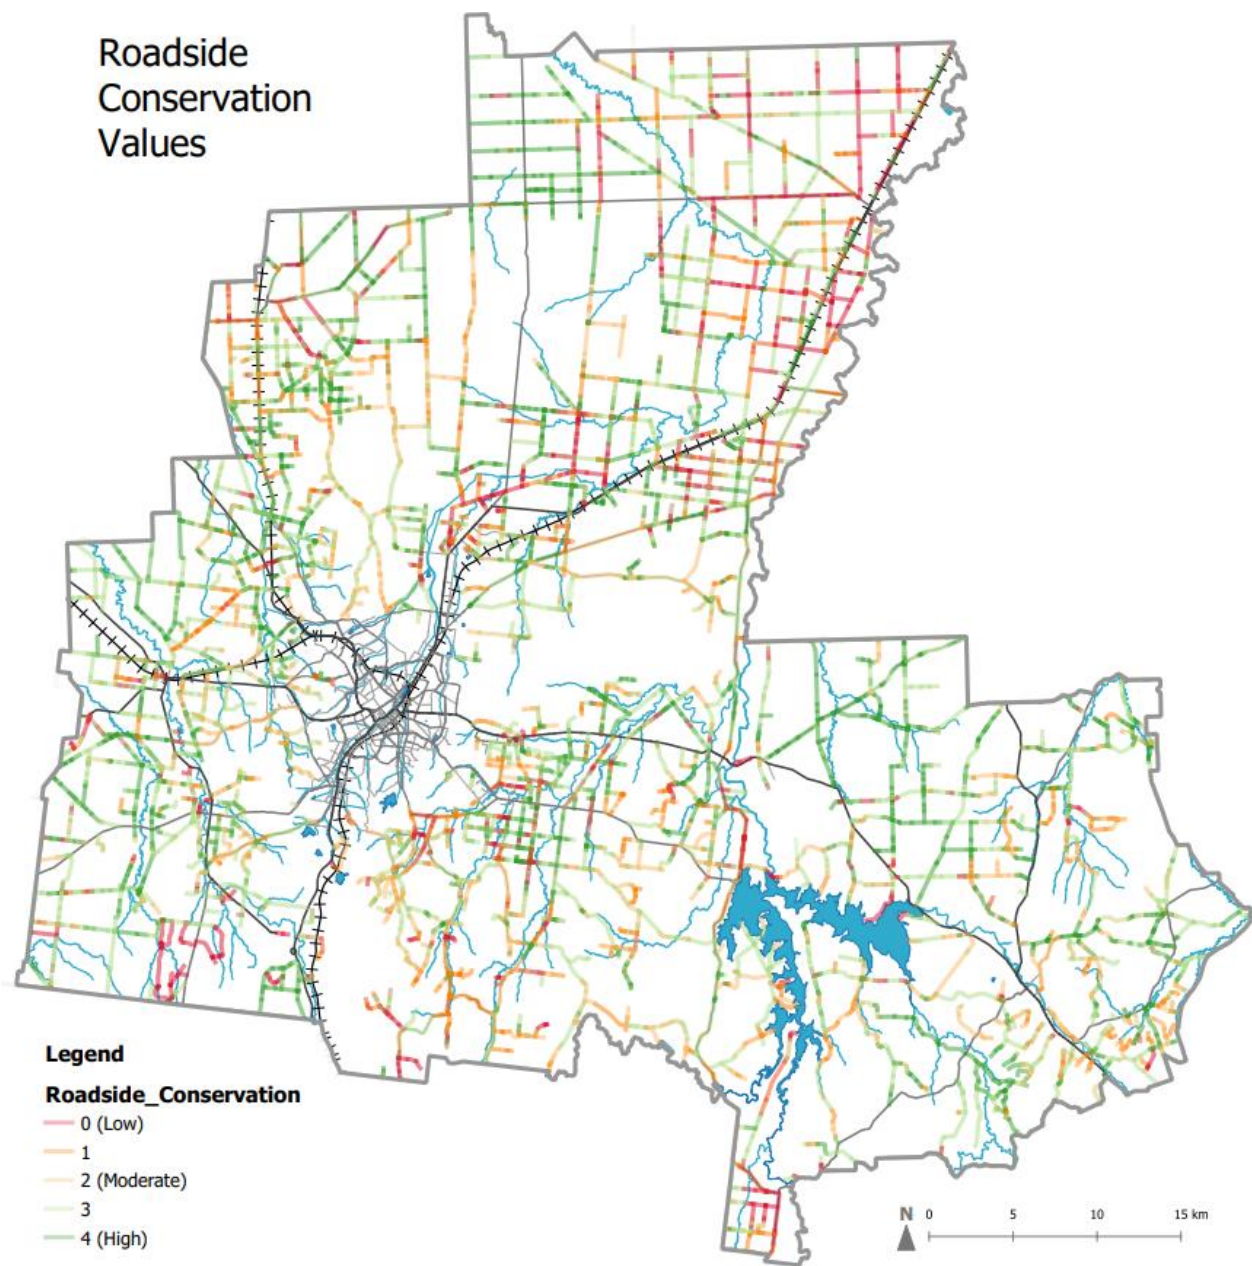 Roadside
Conservation
Values
Legend
Roadside_Conservation
0 (Low)
1
2 (Moderate)
3
4 (High)
N 0 5 10 15 km